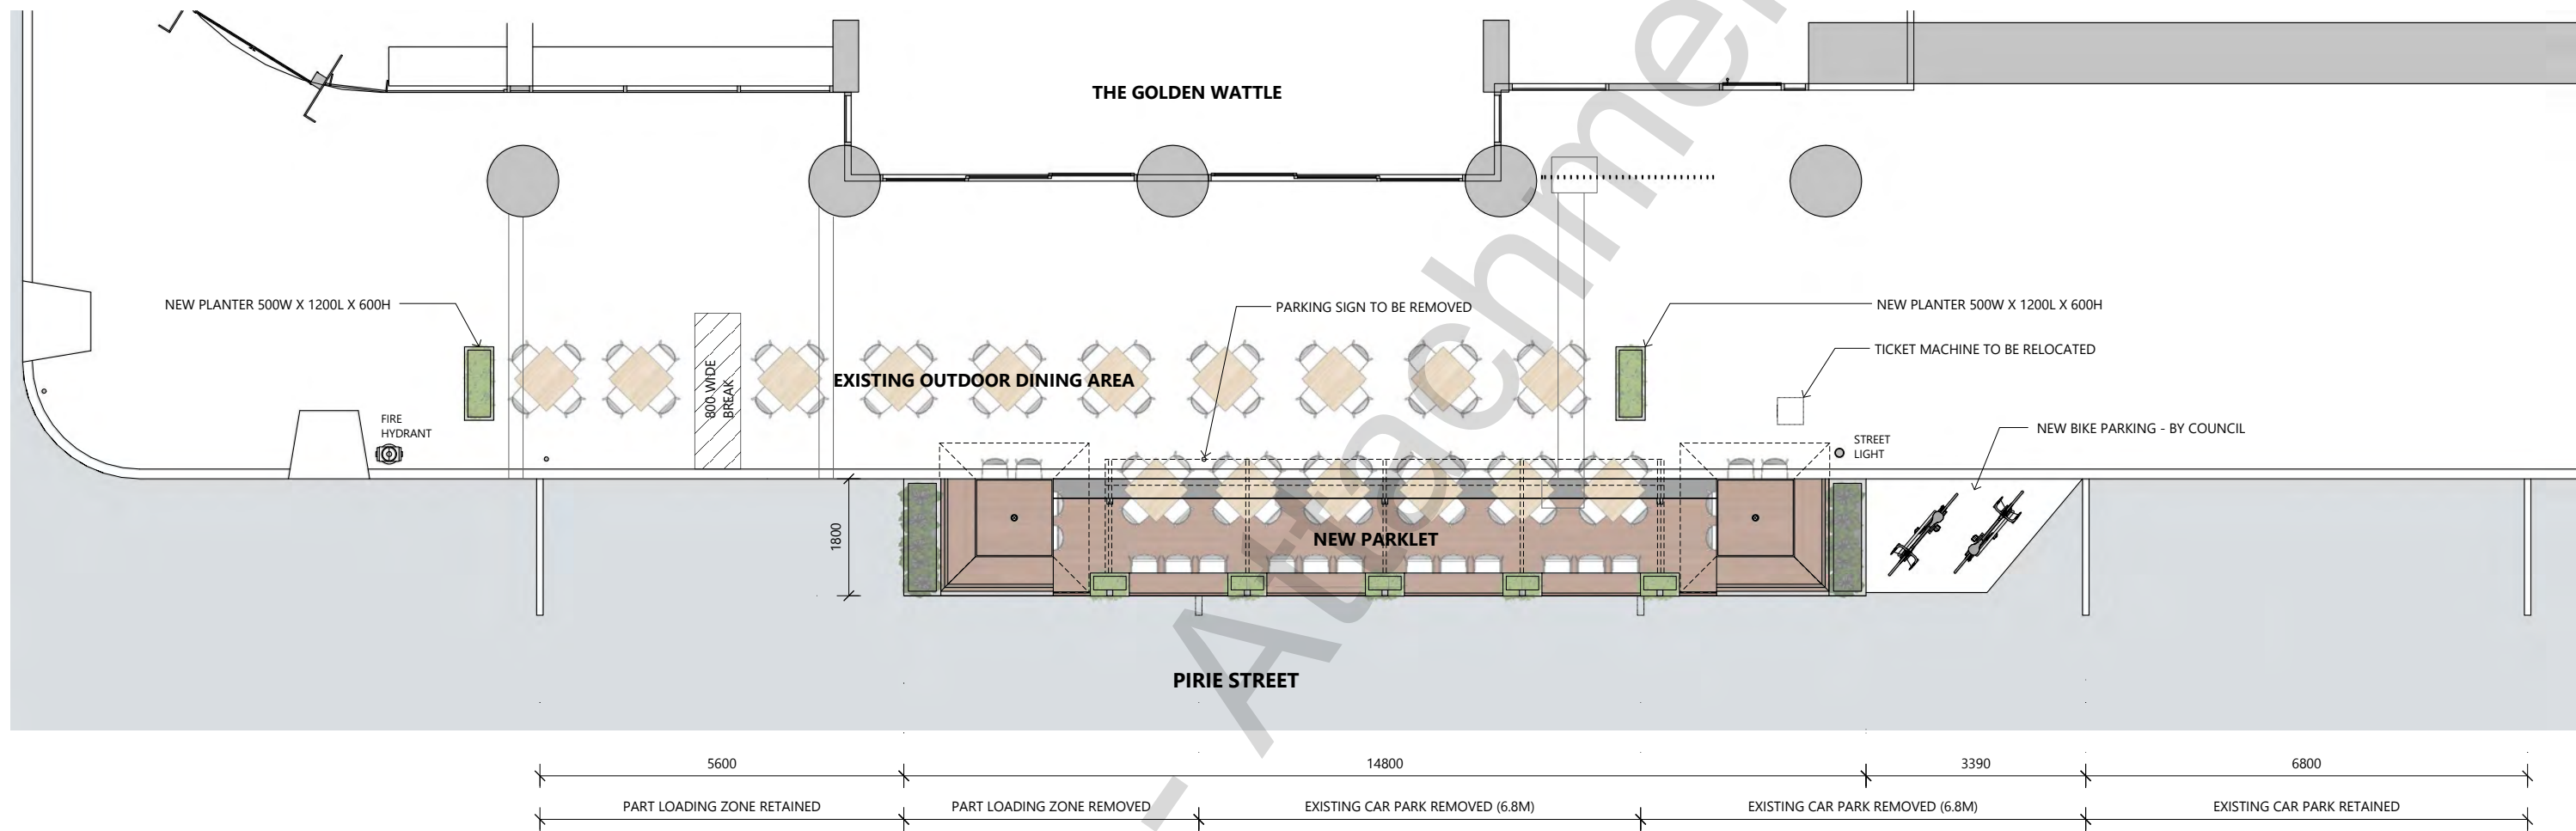 THE GOLDEN WATTLE
NEW PLANTER 500W X 1200L X 600H
PARKING SIGN TO BE REMOVED
NEW PLANTER 500W X 1200L X 600H
TICKET MACHINE TO BE RELOCATED
800 WIDE
BREAK
EXISTING OUTDOOR DINING AREA
FIRE
HYDRANT
NEW BIKE PARKING - BY COUNCIL
STREET
LIGHT
1800
NEW PARKLET
PIRIE STREET
5600
14800
3390
6800
PART LOADING ZONE RETAINED
PART LOADING ZONE REMOVED
EXISTING CAR PARK REMOVED (6.8M)
EXISTING CAR PARK REMOVED (6.8M)
EXISTING CAR PARK RETAINED
- Attachme